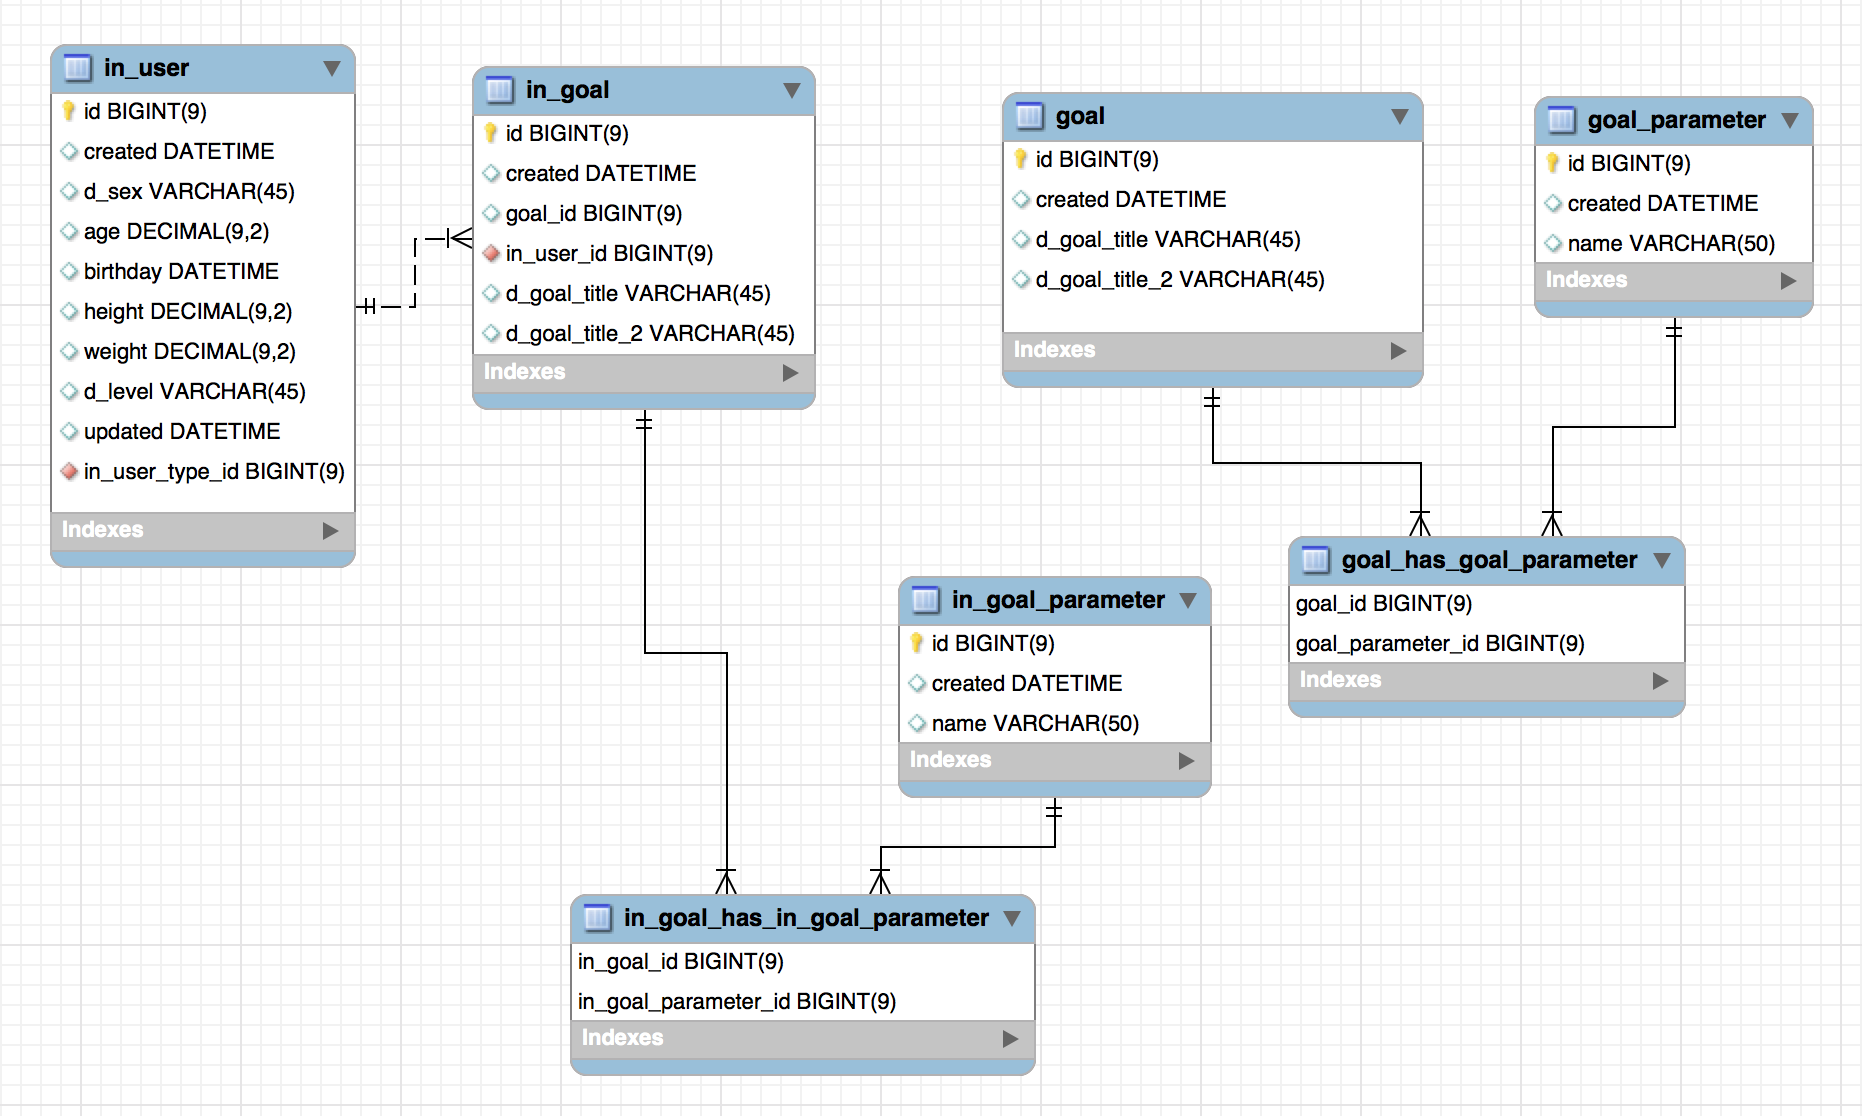 in_user
id BIGINT(9)
created DATETIME
d_sex VARCHAR(45)
age DECIMAL(9,2)
birthday DATETIME
height DECIMAL(9,2)
weight DECIMAL(9,2)
d_level VARCHAR(45)
updated DATETIME
in_user_type_id BIGINT(9)
Indexes
in_goal
id BIGINT(9)
created DATETIME
goal_id BIGINT(9)
in_user_id BIGINT(9)
d_goal_title VARCHAR(45)
d_goal_title_2 VARCHAR(45)
Indexes
goal
id BIGINT(9)
created DATETIME
d_goal_title VARCHAR(45)
d_goal_title_2 VARCHAR(45)
Indexes
goal_parameter
id BIGINT(9)
created DATETIME
name VARCHAR(50)
Indexes
goal_has_goal_parameter
goal_id BIGINT(9)
goal_parameter_id BIGINT(9)
Indexes
in_goal_parameter
id BIGINT(9)
created DATETIME
name VARCHAR(50)
Indexes
in_goal_has_in_goal_parameter
in_goal_id BIGINT(9)
in_goal_parameter_id BIGINT(9)
Indexes